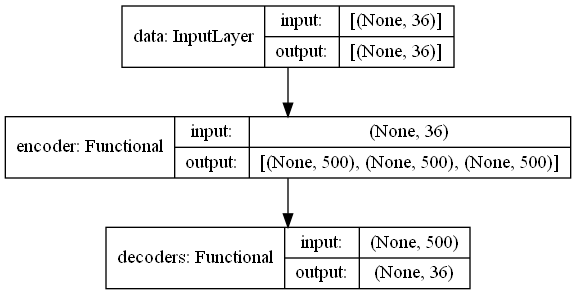 data: InputLayer
input:
[(None, 36)]
output:
[(None, 36)]
encoder: Functional
input:
(None, 36)
output:
[(None, 500), (None, 500), (None, 500)]
decoders: Functional
input:
(None, 500)
output:
(None, 36)